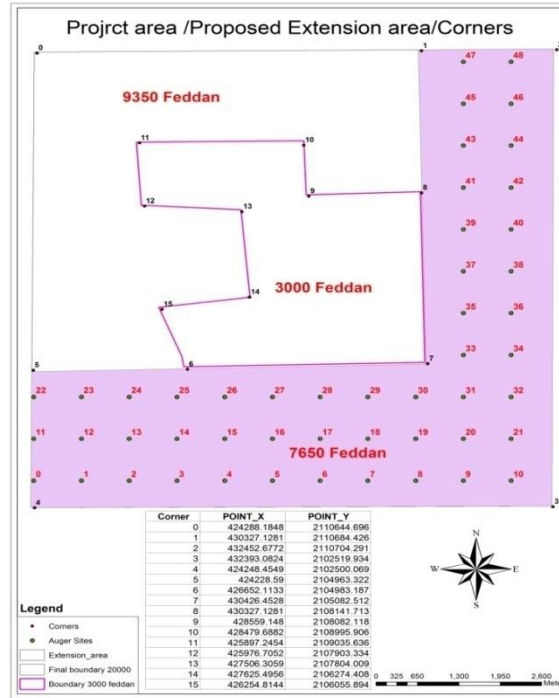 Projrct area /Proposed Extension area/Corners
0 1
47 48
9350 Feddan
45 46
11 10
43 44
12 13 9 8
41 42
39 40
14 3000 Feddan
37 38
15
35 36
33 34
5 6 7
22 23 24 25 26 27 28 29 30 31 32
11 12 13 14 15 16 17 18 19 20 21
7650 Feddan
0 1 2 3 4 5 6 7 8 9 10
4 3
Corner POINT_X POINT_Y
0 424288.1848 2110644.696
1 430327.1281 2110684.426
2 432452.6772 2110704.291
3 432393.0824 2102519.934
4 424248.4549 2102500.069
5 424228.59 2104963.322
6 426652.1133 2104983.187
7 430426.4528 2105082.512
8 430327.1281 2108141.713
9 428559.148 2108082.118
10 428479.6882 2108995.906
11 425897.2454 2109035.636
12 425976.7052 2107903.334
13 427506.3059 2107804.009
14 427625.4956 2106274.408
15 426254.8144 2106055.894
N
W E
S
Legend
Corners
Auger Sites
Extension_area
Final boundary 20000
Boundary 3000 feddan
0 325 650 1,300 1,950 2,600